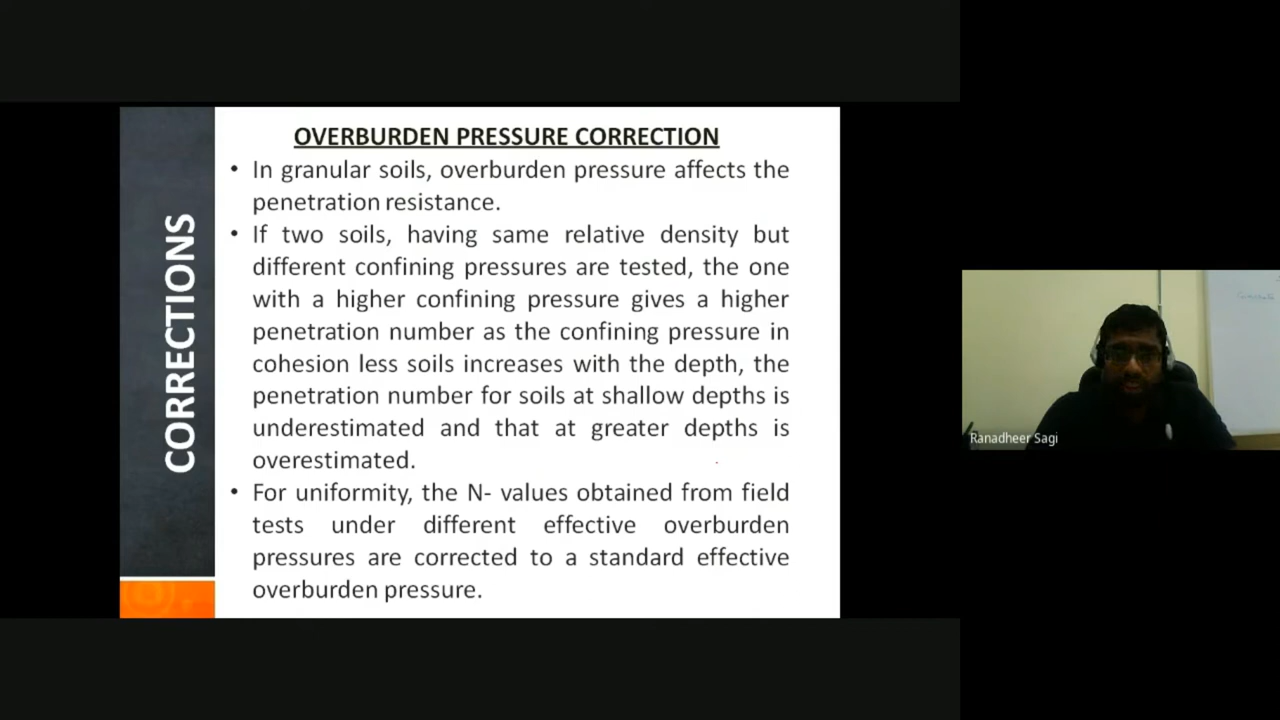 OVERBURDEN PRESSURE CORRECTION
• In granular soils, overburden pressure affects the
penetration resistance.
• If two soils, having same relative density but
different confining pressures are tested, the one
with a higher confining pressure gives a higher
penetration number as the confining pressure in
cohesion less soils increases with the depth, the
penetration number for soils at shallow depths is
underestimated and that at greater depths is
overestimated.
• For uniformity, the N- values obtained from field
tests under different effective overburden
pressures are corrected to a standard effective
overburden pressure.
CORRECTIONS
Ranadheer Sagi